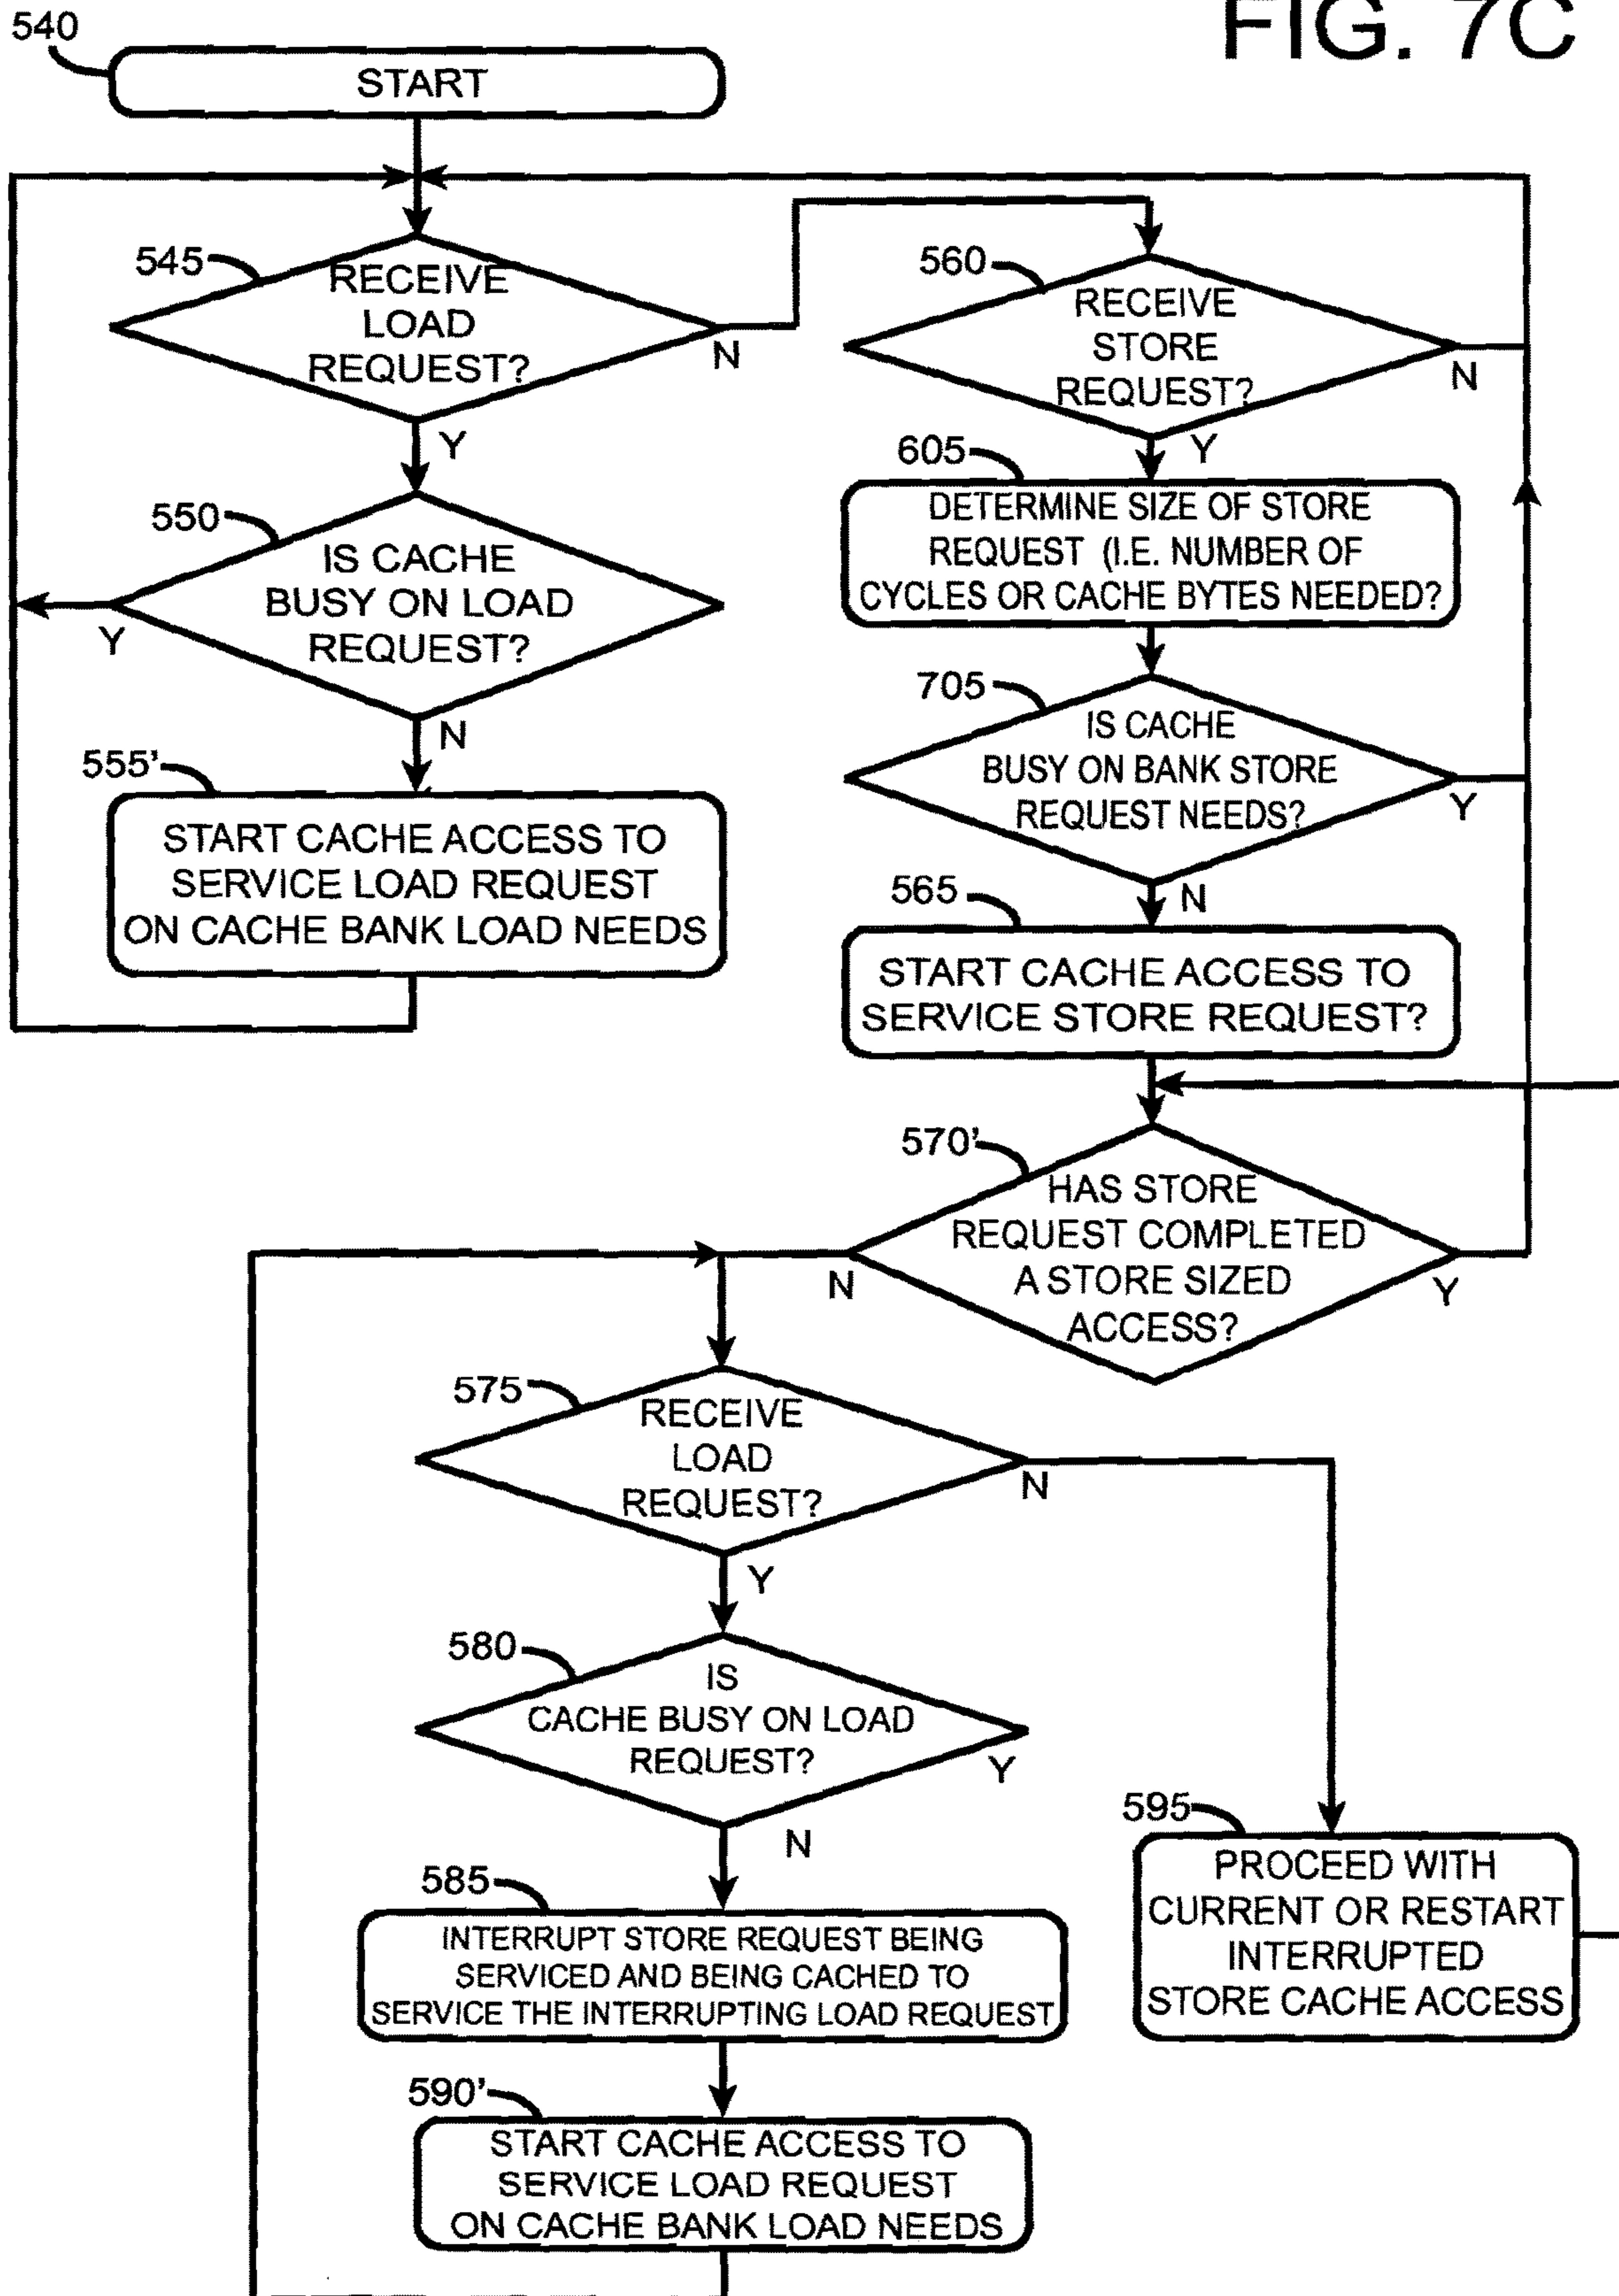 FIG. 7C
540
START
545
RECEIVE
LOAD
REQUEST?
N
Y
560
RECEIVE
STORE
REQUEST?
N
Y
550
IS CACHE
BUSY ON LOAD
REQUEST?
Y
N
605
DETERMINE SIZE OF STORE
REQUEST (I.E. NUMBER OF
CYCLES OR CACHE BYTES NEEDED?
705
IS CACHE
BUSY ON BANK STORE
REQUEST NEEDS?
Y
N
555'
START CACHE ACCESS TO
SERVICE LOAD REQUEST
ON CACHE BANK LOAD NEEDS
565
START CACHE ACCESS TO
SERVICE STORE REQUEST?
570'
HAS STORE
REQUEST COMPLETED
A STORE SIZED
ACCESS?
N
Y
575
RECEIVE
LOAD
REQUEST?
N
Y
580
IS
CACHE BUSY ON LOAD
REQUEST?
Y
N
585
INTERRUPT STORE REQUEST BEING
SERVICED AND BEING CACHED TO
SERVICE THE INTERRUPTING LOAD REQUEST
595
PROCEED WITH
CURRENT OR RESTART
INTERRUPTED
STORE CACHE ACCESS
590'
START CACHE ACCESS TO
SERVICE LOAD REQUEST
ON CACHE BANK LOAD NEEDS